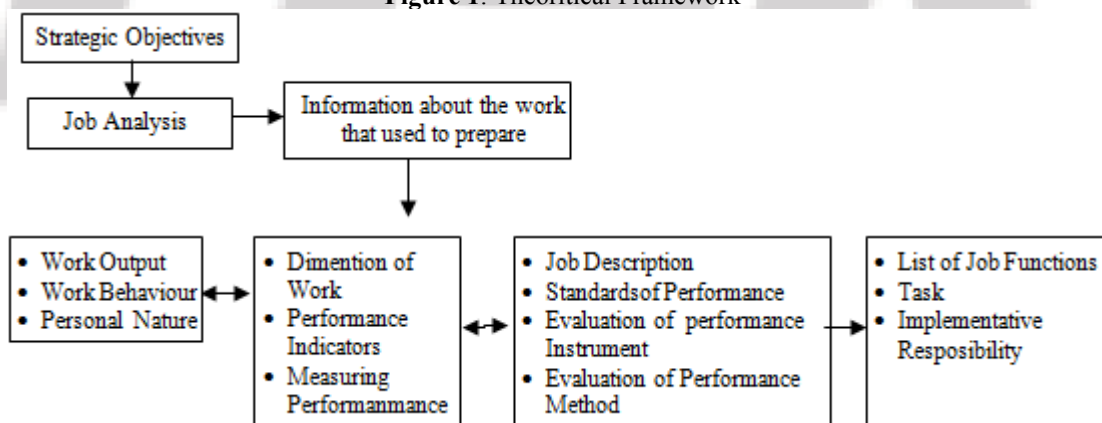 Figure 1. Theoritical Framework
Strategic Objectives
Job Analysis
Information about the work
that used to prepare
• Work Output
• Work Behaviour
• Personal Nature
• Dimention of
Work
• Performance
Indicators
• Measuring
Performanmance
• Job Description
• Standardsof Performance
• Evaluation of performance
Instrument
• Evaluation of Performance
Method
• List of Job Functions
• Task
• Implementative
Resposibility